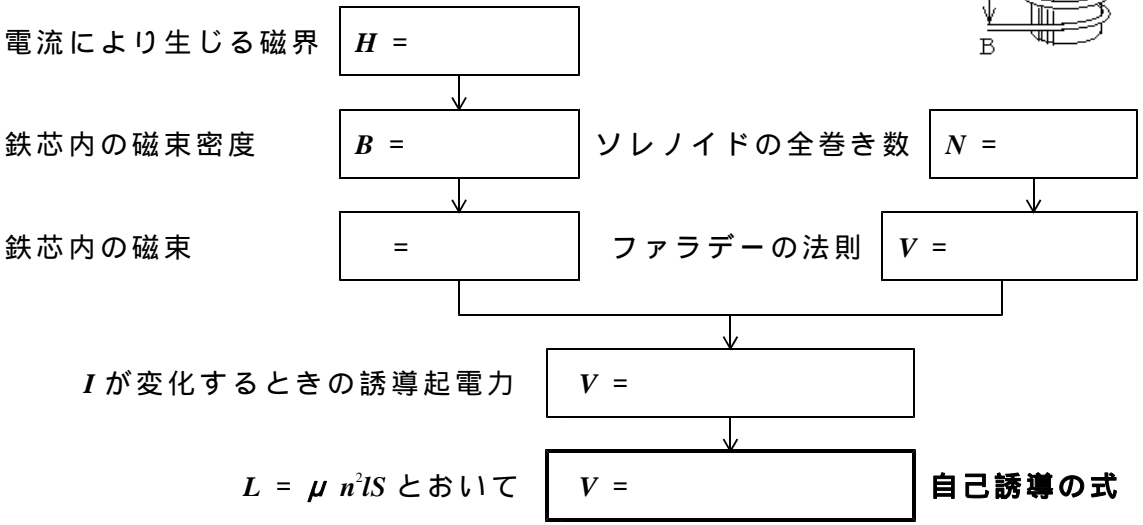 B
電流により生じる磁界 H =
鉄芯内の磁束密度 B = ソレノイドの全巻き数 N =
鉄芯内の磁束 = ファラデーの法則 V =
I が変化するときの誘導起電力 V =
L = μ n²lS とおいて V = 自己誘導の式